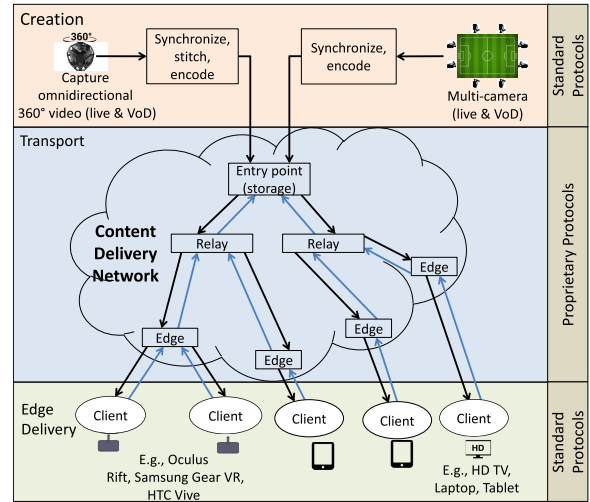 Creation
360°
Capture
omnidirectional
360° video (live & VoD)
Synchronize,
stitch,
encode
Synchronize,
encode
Multi-camera
(live & VoD)
Standard
Protocols
Transport
Entry point
(storage)
Content
Delivery
Network
Relay
Relay
Edge
Edge
Edge
Edge
Proprietary Protocols
Edge
Delivery
Client
Client
Client
Client
Client
HD
E.g., Oculus
Rift, Samsung Gear VR,
HTC Vive
E.g., HD TV,
Laptop, Tablet
Standard
Protocols